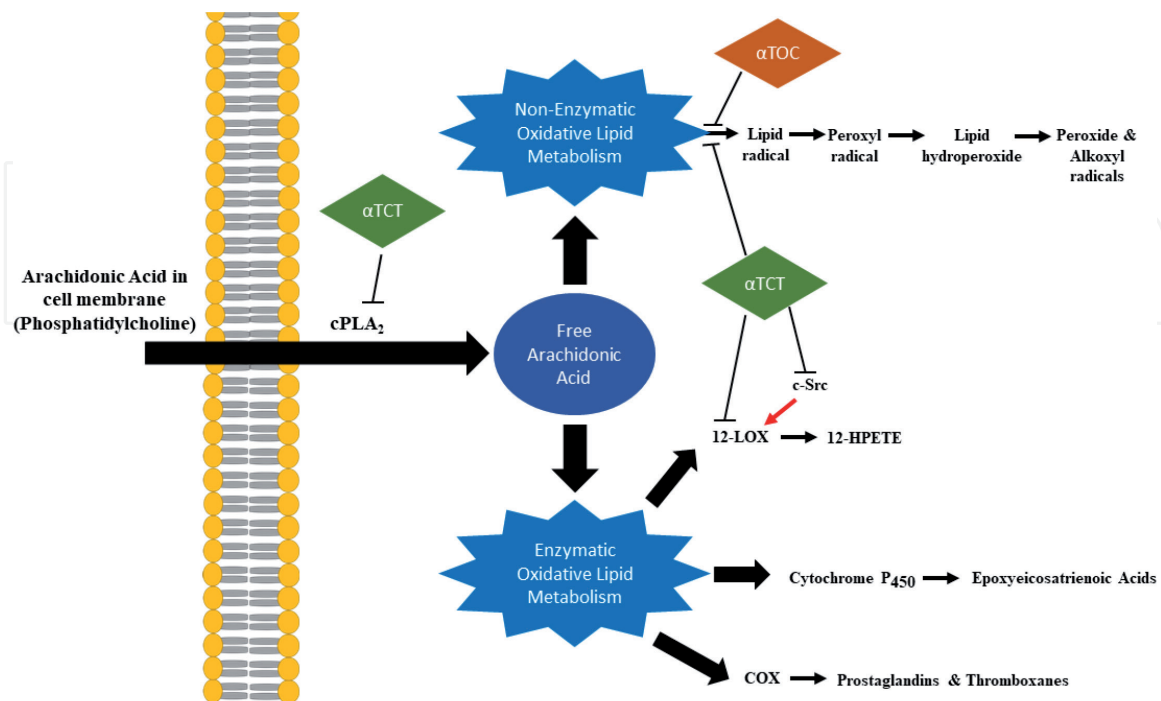 αTOC
Non-Enzymatic
Oxidative Lipid
Metabolism
Lipid
radical
Peroxyl
radical
Lipid
hydroperoxide
Peroxide &
Alkoxyl
radicals
αTCT
Arachidonic Acid in
cell membrane
(Phosphatidylcholine)
cPLA₂
Free
Arachidonic
Acid
αTCT
c-Src
12-LOX
12-HPETE
Enzymatic
Oxidative Lipid
Metabolism
Cytochrome P₄₅₀
Epoxyeicosatrienoic Acids
COX
Prostaglandins & Thromboxanes